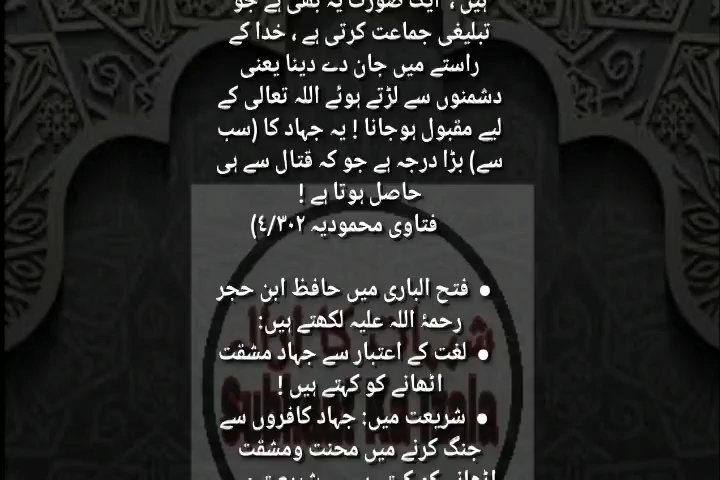 ہیں ، ایک صورت یہ بھی ہے جو
تبلیغی جماعت کرتی ہے ، خدا کے
راستے میں جان دے دینا یعنی
دشمنوں سے لڑتے ہوئے اللہ تعالی کے
لیے مقبول ہوجانا ! یہ جہاد کا (سب
سے) بڑا درجہ ہے جو کہ قتال سے ہی
حاصل ہوتا ہے !
فتاوی محمودیہ ٤/٣٠٢)
• فتح الباری میں حافظ ابن حجر
رحمۂ اللہ علیہ لکھتے ہیں:
• لغت کے اعتبار سے جہاد مشقت
اٹھانے کو کہتے ہیں !
• شریعت میں: جہاد کافروں سے
جنگ کرنے میں محنت ومشقت
اٹھانے کو کہتے